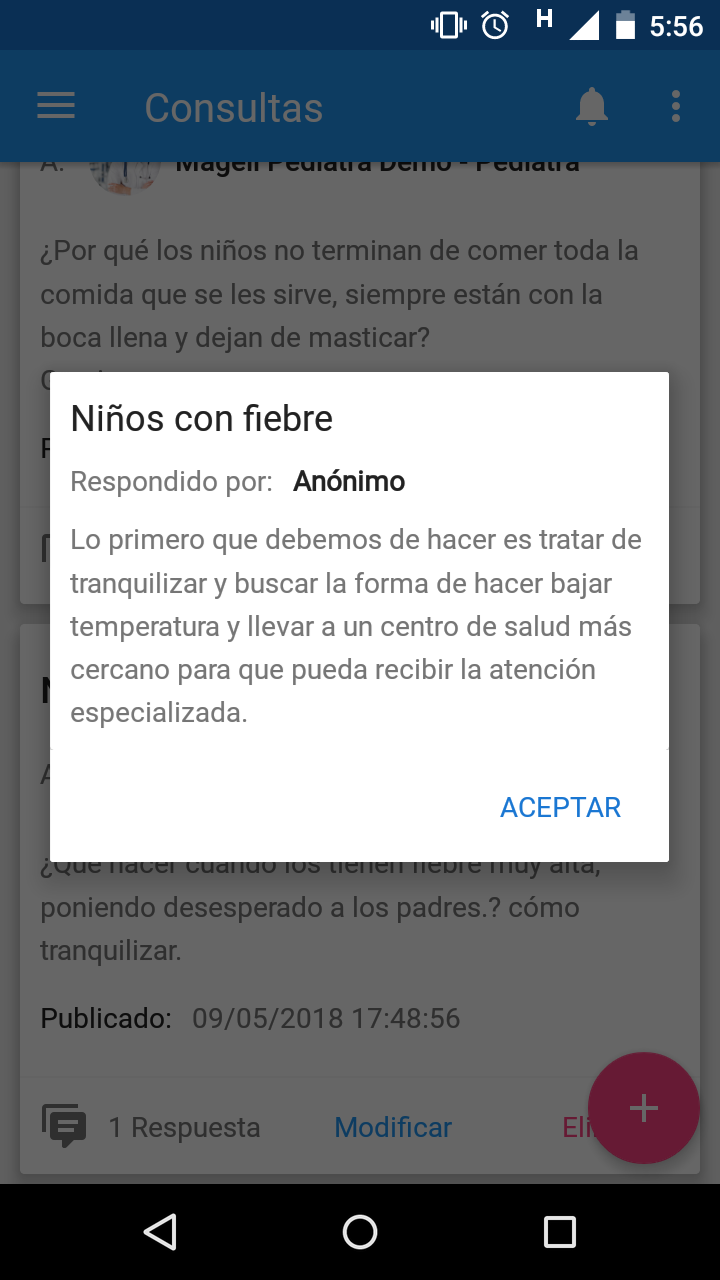 H 5:56
Consultas
A: Mageli Pediatra Demo - Pediatra
¿Por qué los niños no terminan de comer toda la
comida que se les sirve, siempre están con la
boca llena y dejan de masticar?
Niños con fiebre
Respondido por: Anónimo
Lo primero que debemos de hacer es tratar de
tranquilizar y buscar la forma de hacer bajar
temperatura y llevar a un centro de salud más
cercano para que pueda recibir la atención
especializada.
ACEPTAR
¿Qué hacer cuando los tienen fiebre muy alta,
poniendo desesperado a los padres.? cómo
tranquilizar.
Publicado: 09/05/2018 17:48:56
1 Respuesta Modificar Eli